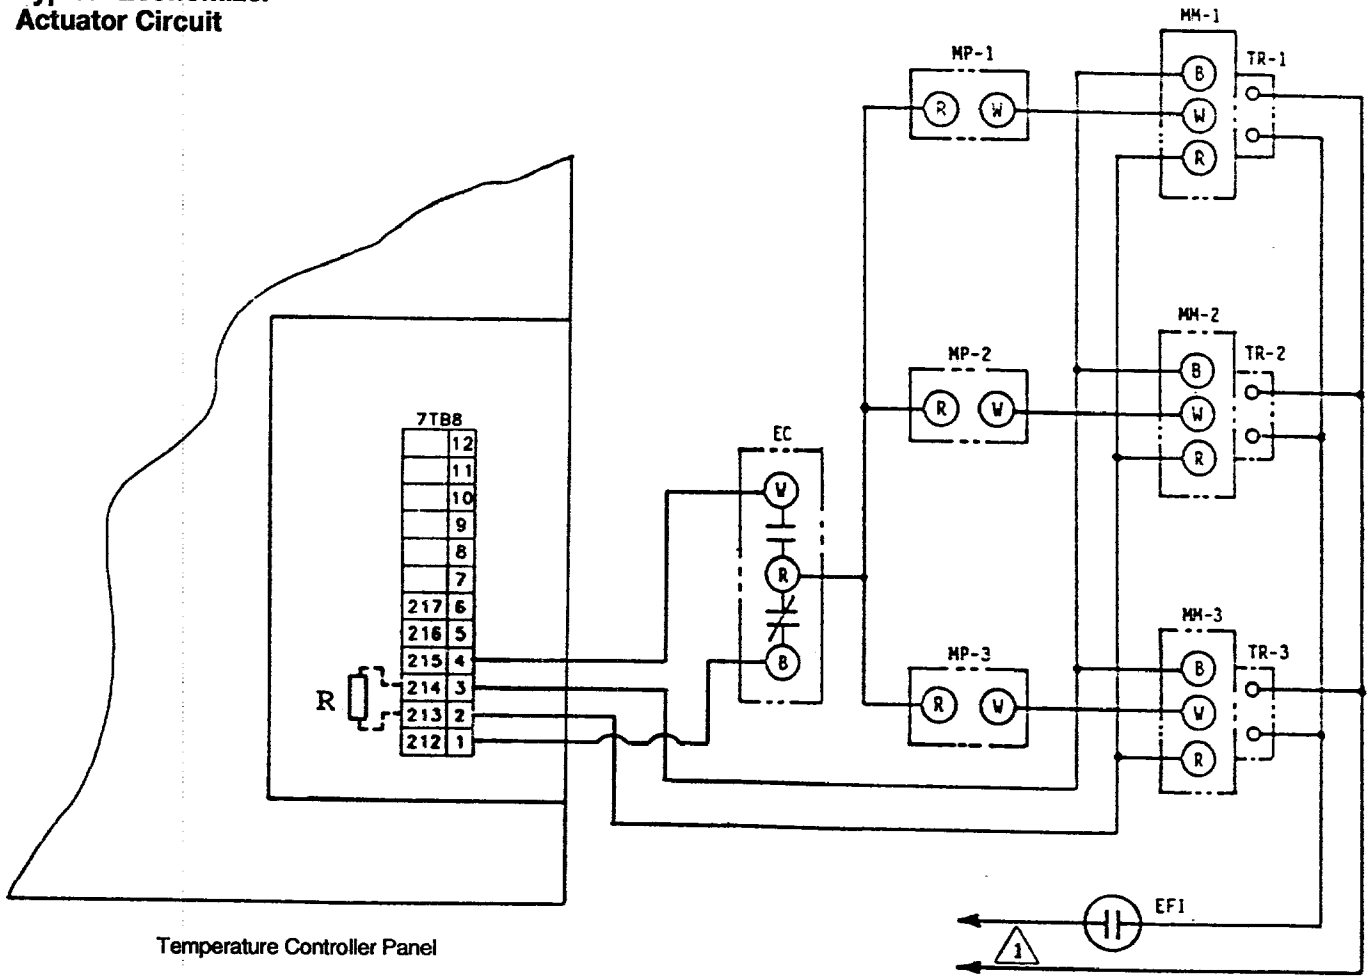 Actuator Circuit
MM-1
MP-1
TR-1
B
R W
W
R
MM-2
MP-2
TR-2
B
R W
W
R
7TB8
12
11
10
9
8
7
217 6
216 5
215 4
214 3
213 2
212 1
R
EC
W
R
B
MM-3
MP-3
TR-3
B
R W
W
R
EF1
1
Temperature Controller Panel